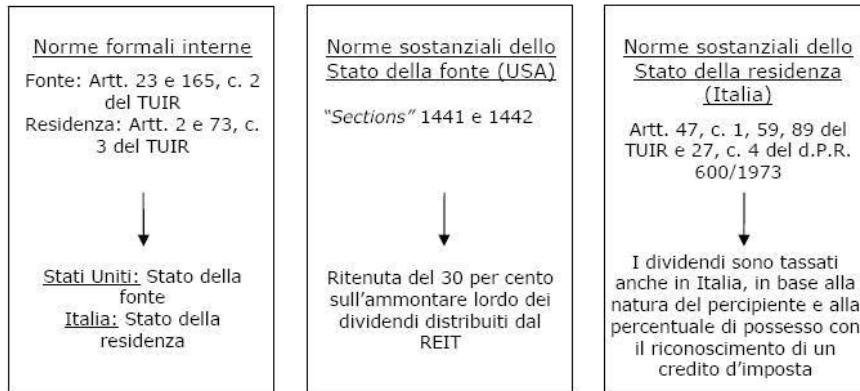 Norme formali interne
Fonte: Artt. 23 e 165, c. 2
del TUIR
Residenza: Artt. 2 e 73, c.
3 del TUIR
Stati Uniti: Stato della
fonte
Italia: Stato della
residenza
Norme sostanziali dello
Stato della fonte (USA)
“Sections” 1441 e 1442
Ritenuta del 30 per cento
sull’ammontare lordo dei
dividendi distribuiti dal
REIT
Norme sostanziali dello
Stato della residenza
(Italia)
Artt. 47, c. 1, 59, 89 del
TUIR e 27, c. 4 del d.P.R.
600/1973
I dividendi sono tassati
anche in Italia, in base alla
natura del percipiente e alla
percentuale di possesso con
il riconoscimento di un
credito d’imposta